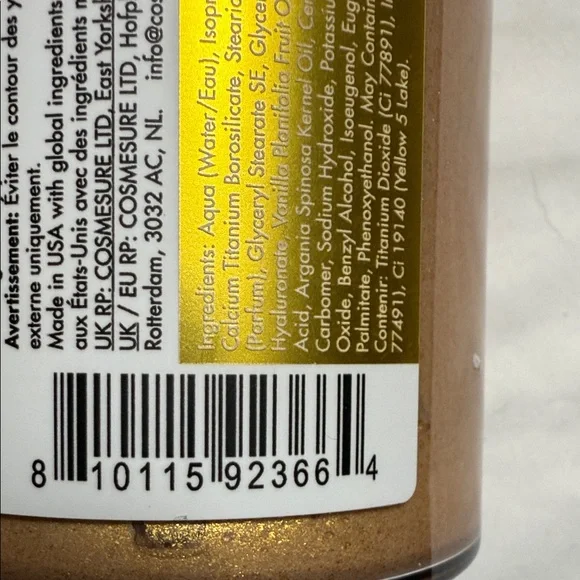 Avertissement: Éviter le contour des y
externe uniquement.
Made in USA with global ingredients
aux États-Unis avec des ingrédients m
UK RP: COSMESURE LTD, East Yorksh
UK / EU RP: COSMESURE LTD, Hofpl
Rotterdam, 3032 AC, NL. info@cos
Ingredients: Aqua (Water/Eau), Isopr
Calcium Titanium Borosilicate, Stearic
(Parfum), Glyceryl Stearate SE, Glycer
Hyaluronate, Vanilla Planifolia Fruit O
Acid, Argania Spinosa Kernel Oil, Cer
Carbomer, Sodium Hydroxide, Potassiu
Oxide, Benzyl Alcohol, Isoeugenol, Eug
Palmitate, Phenoxyethanol. May Contain
Contenir: Titanium Dioxide (Ci 77891), I
77491), Ci 19140 (Yellow 5 Lake).
8 10115 92366 4